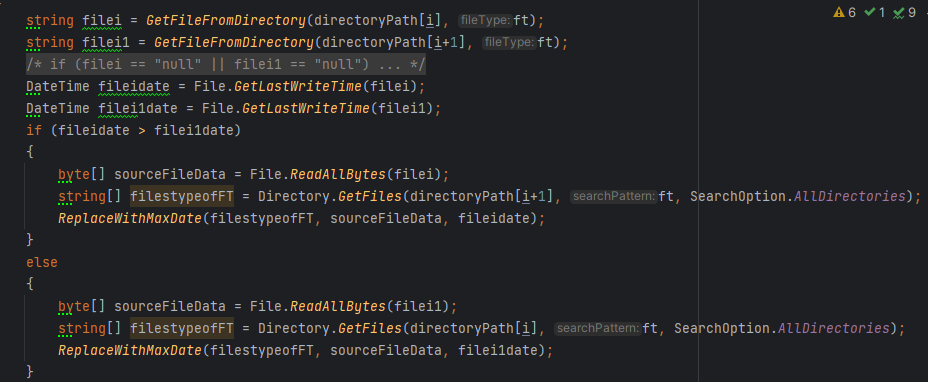 6 1 9
string filei = GetFileFromDirectory(directoryPath[i], fileType: ft);
string filei1 = GetFileFromDirectory(directoryPath[i+1], fileType: ft);
/* if (filei == "null" || filei1 == "null") ... */
DateTime fileidate = File.GetLastWriteTime(filei);
DateTime filei1date = File.GetLastWriteTime(filei1);
if (fileidate > filei1date)
{
byte[] sourceFileData = File.ReadAllBytes(filei);
string[] filestypeofFT = Directory.GetFiles(directoryPath[i+1], searchPattern: ft, SearchOption.AllDirectories);
ReplaceWithMaxDate(filestypeofFT, sourceFileData, fileidate);
}
else
{
byte[] sourceFileData = File.ReadAllBytes(filei1);
string[] filestypeofFT = Directory.GetFiles(directoryPath[i], searchPattern: ft, SearchOption.AllDirectories);
ReplaceWithMaxDate(filestypeofFT, sourceFileData, filei1date);
}